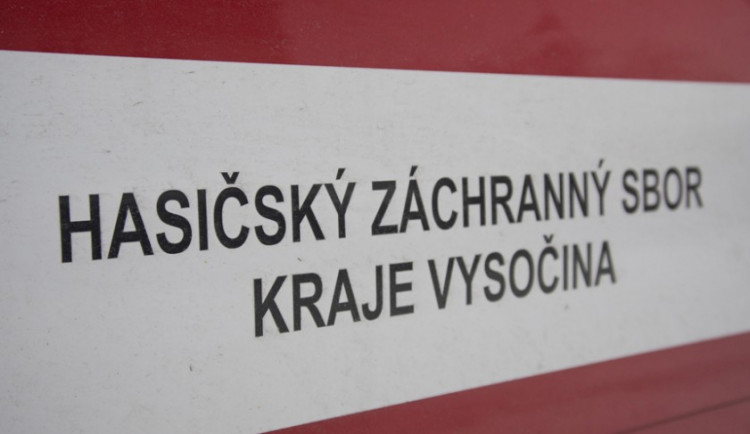 HASIČSKÝ ZÁCHRANNÝ SBOR
KRAJE VYSOČINA